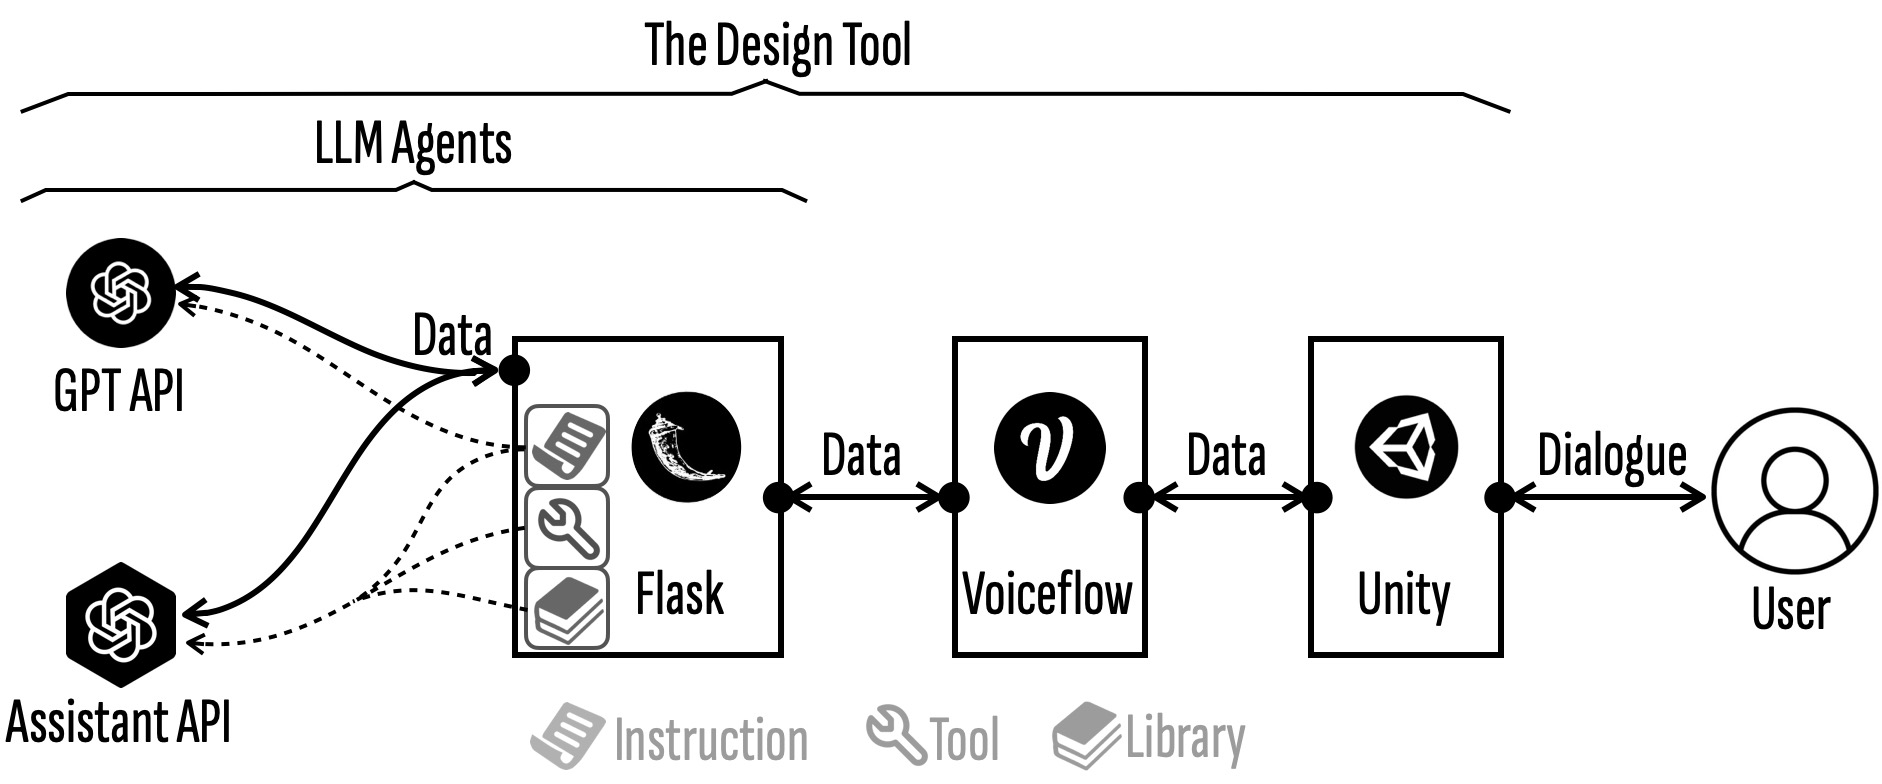 The Design Tool
LLM Agents
GPT API
Data
Assistant API
Flask
Data
Voiceflow
Data
Unity
Dialogue
User
Instruction
Tool
Library